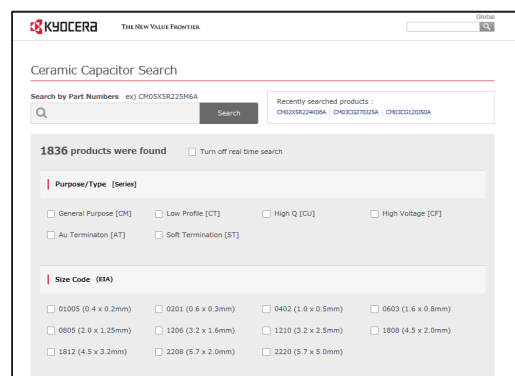 Global
KYOCERA THE NEW VALUE FRONTIER
Ceramic Capacitor Search
Search by Part Numbers ex) CM05X5R225M6A
Search
Recently searched products :
CM02X5R224K06A | CM03CG270J25A | CM03CG120J50A
1836 products were found Turn off real time search
Purpose/Type [Series]
General Purpose [CM] Low Profile [CT] High Q [CU] High Voltage [CF]
Au Terminaton [AT] Soft Termination [ST]
Size Code (EIA)
01005 (0.4 x 0.2mm) 0201 (0.6 x 0.3mm) 0402 (1.0 x 0.5mm) 0603 (1.6 x 0.8mm)
0805 (2.0 x 1.25mm) 1206 (3.2 x 1.6mm) 1210 (3.2 x 2.5mm) 1808 (4.5 x 2.0mm)
1812 (4.5 x 3.2mm) 2208 (5.7 x 2.0mm) 2220 (5.7 x 5.0mm)